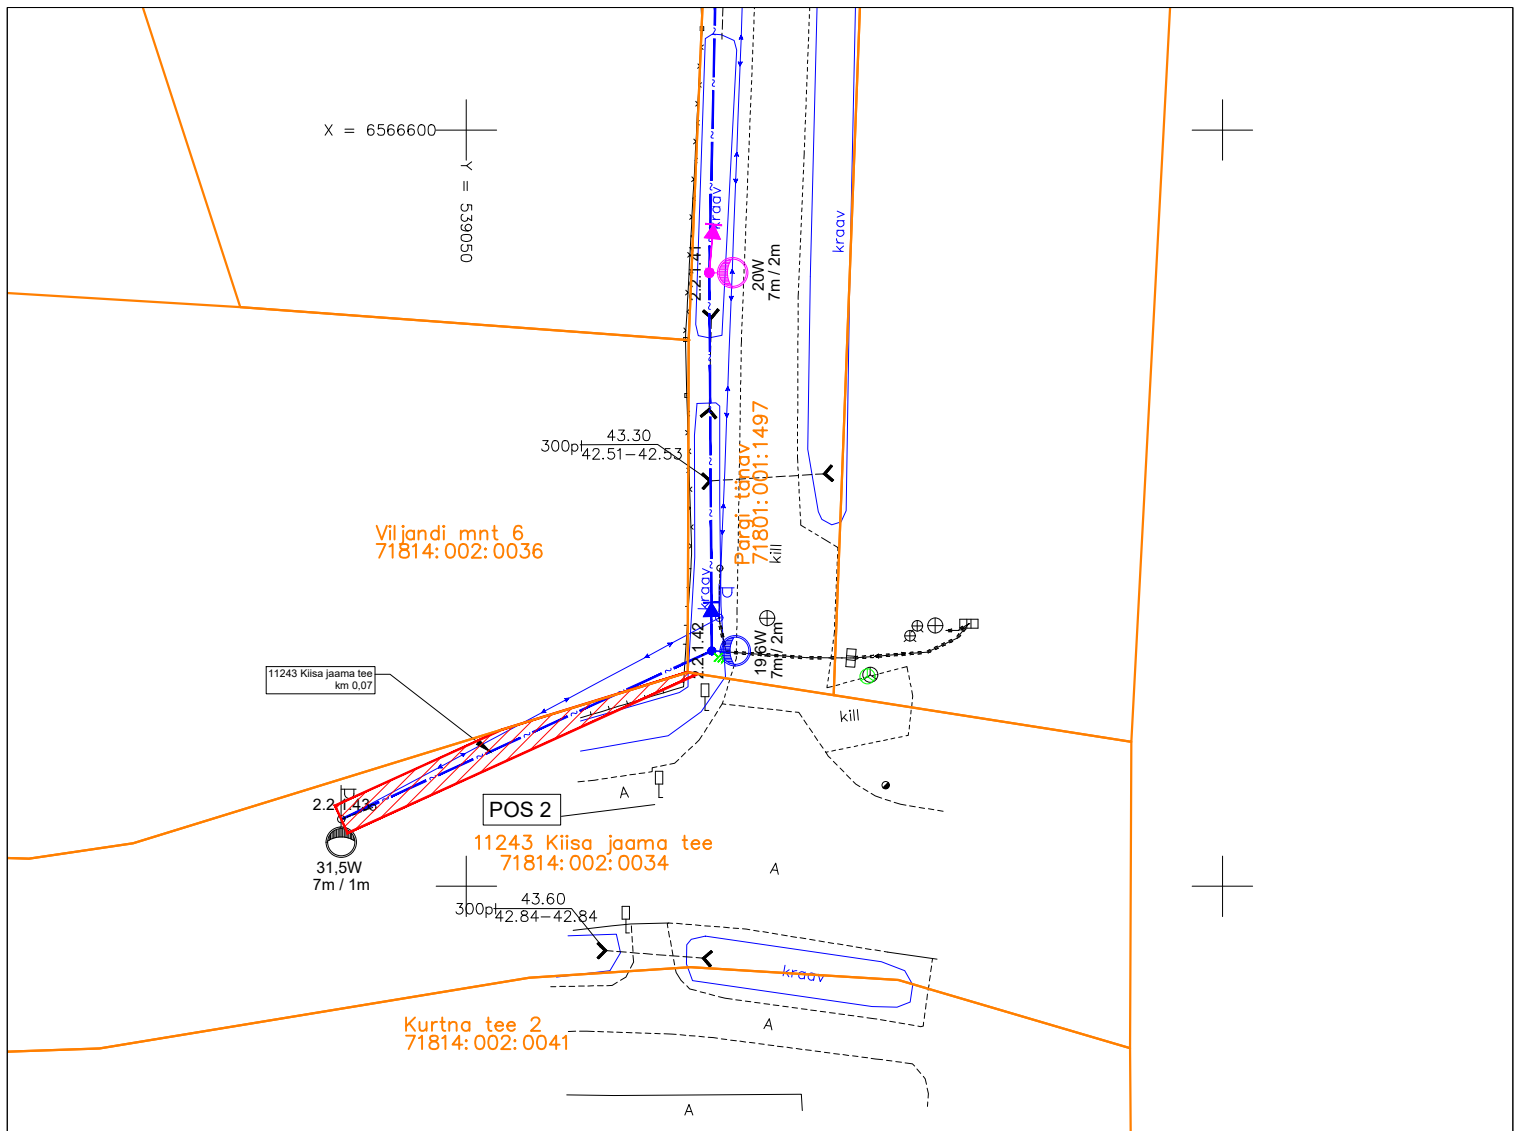 X = 6566600
Y = 539050
kraav
kraav
2.2.1.41
20W
7m / 2m
43.30
300pl
42.51-42.53
Pargi tänav
71801:001:1497
kill
Viljandi mnt 6
71814:002:0036
kraav
2.2.1.42
19,6W
7m / 2m
11243 Kiisa jaama tee
km 0,07
kill
A
POS 2
2.2.1.43
31,5W
7m / 1m
11243 Kiisa jaama tee
71814:002:0034
A
43.60
300pl
42.84-42.84
kraav
Kurtna tee 2
71814:002:0041
A
A